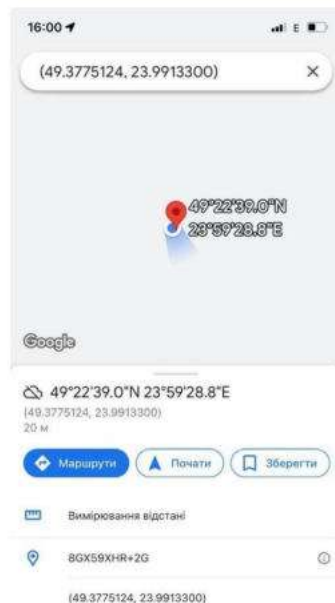 16:00
E
(49.3775124, 23.9913300)
49°22'39.0"N
23°59'28.8"E
Google
49°22'39.0"N 23°59'28.8"E
(49.3775124, 23.9913300)
20 м
Маршрути Почати Зберегти
Вимірювання відстані
8GX59XHR+2G
(49.3775124, 23.9913300)